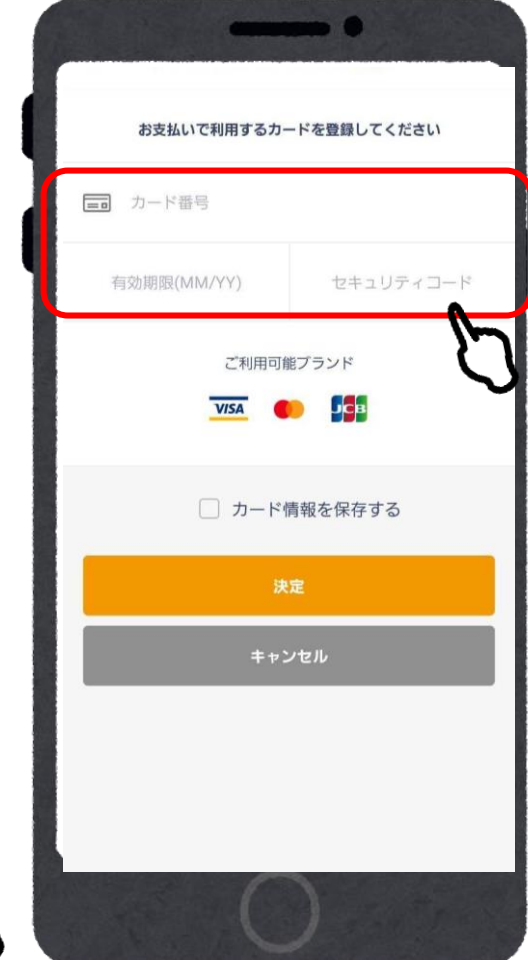 お支払いで利用するカードを登録してください
カード番号
有効期限(MM/YY)
セキュリティコード
ご利用可能ブランド
VISA
JCB
カード情報を保存する
決定
キャンセル